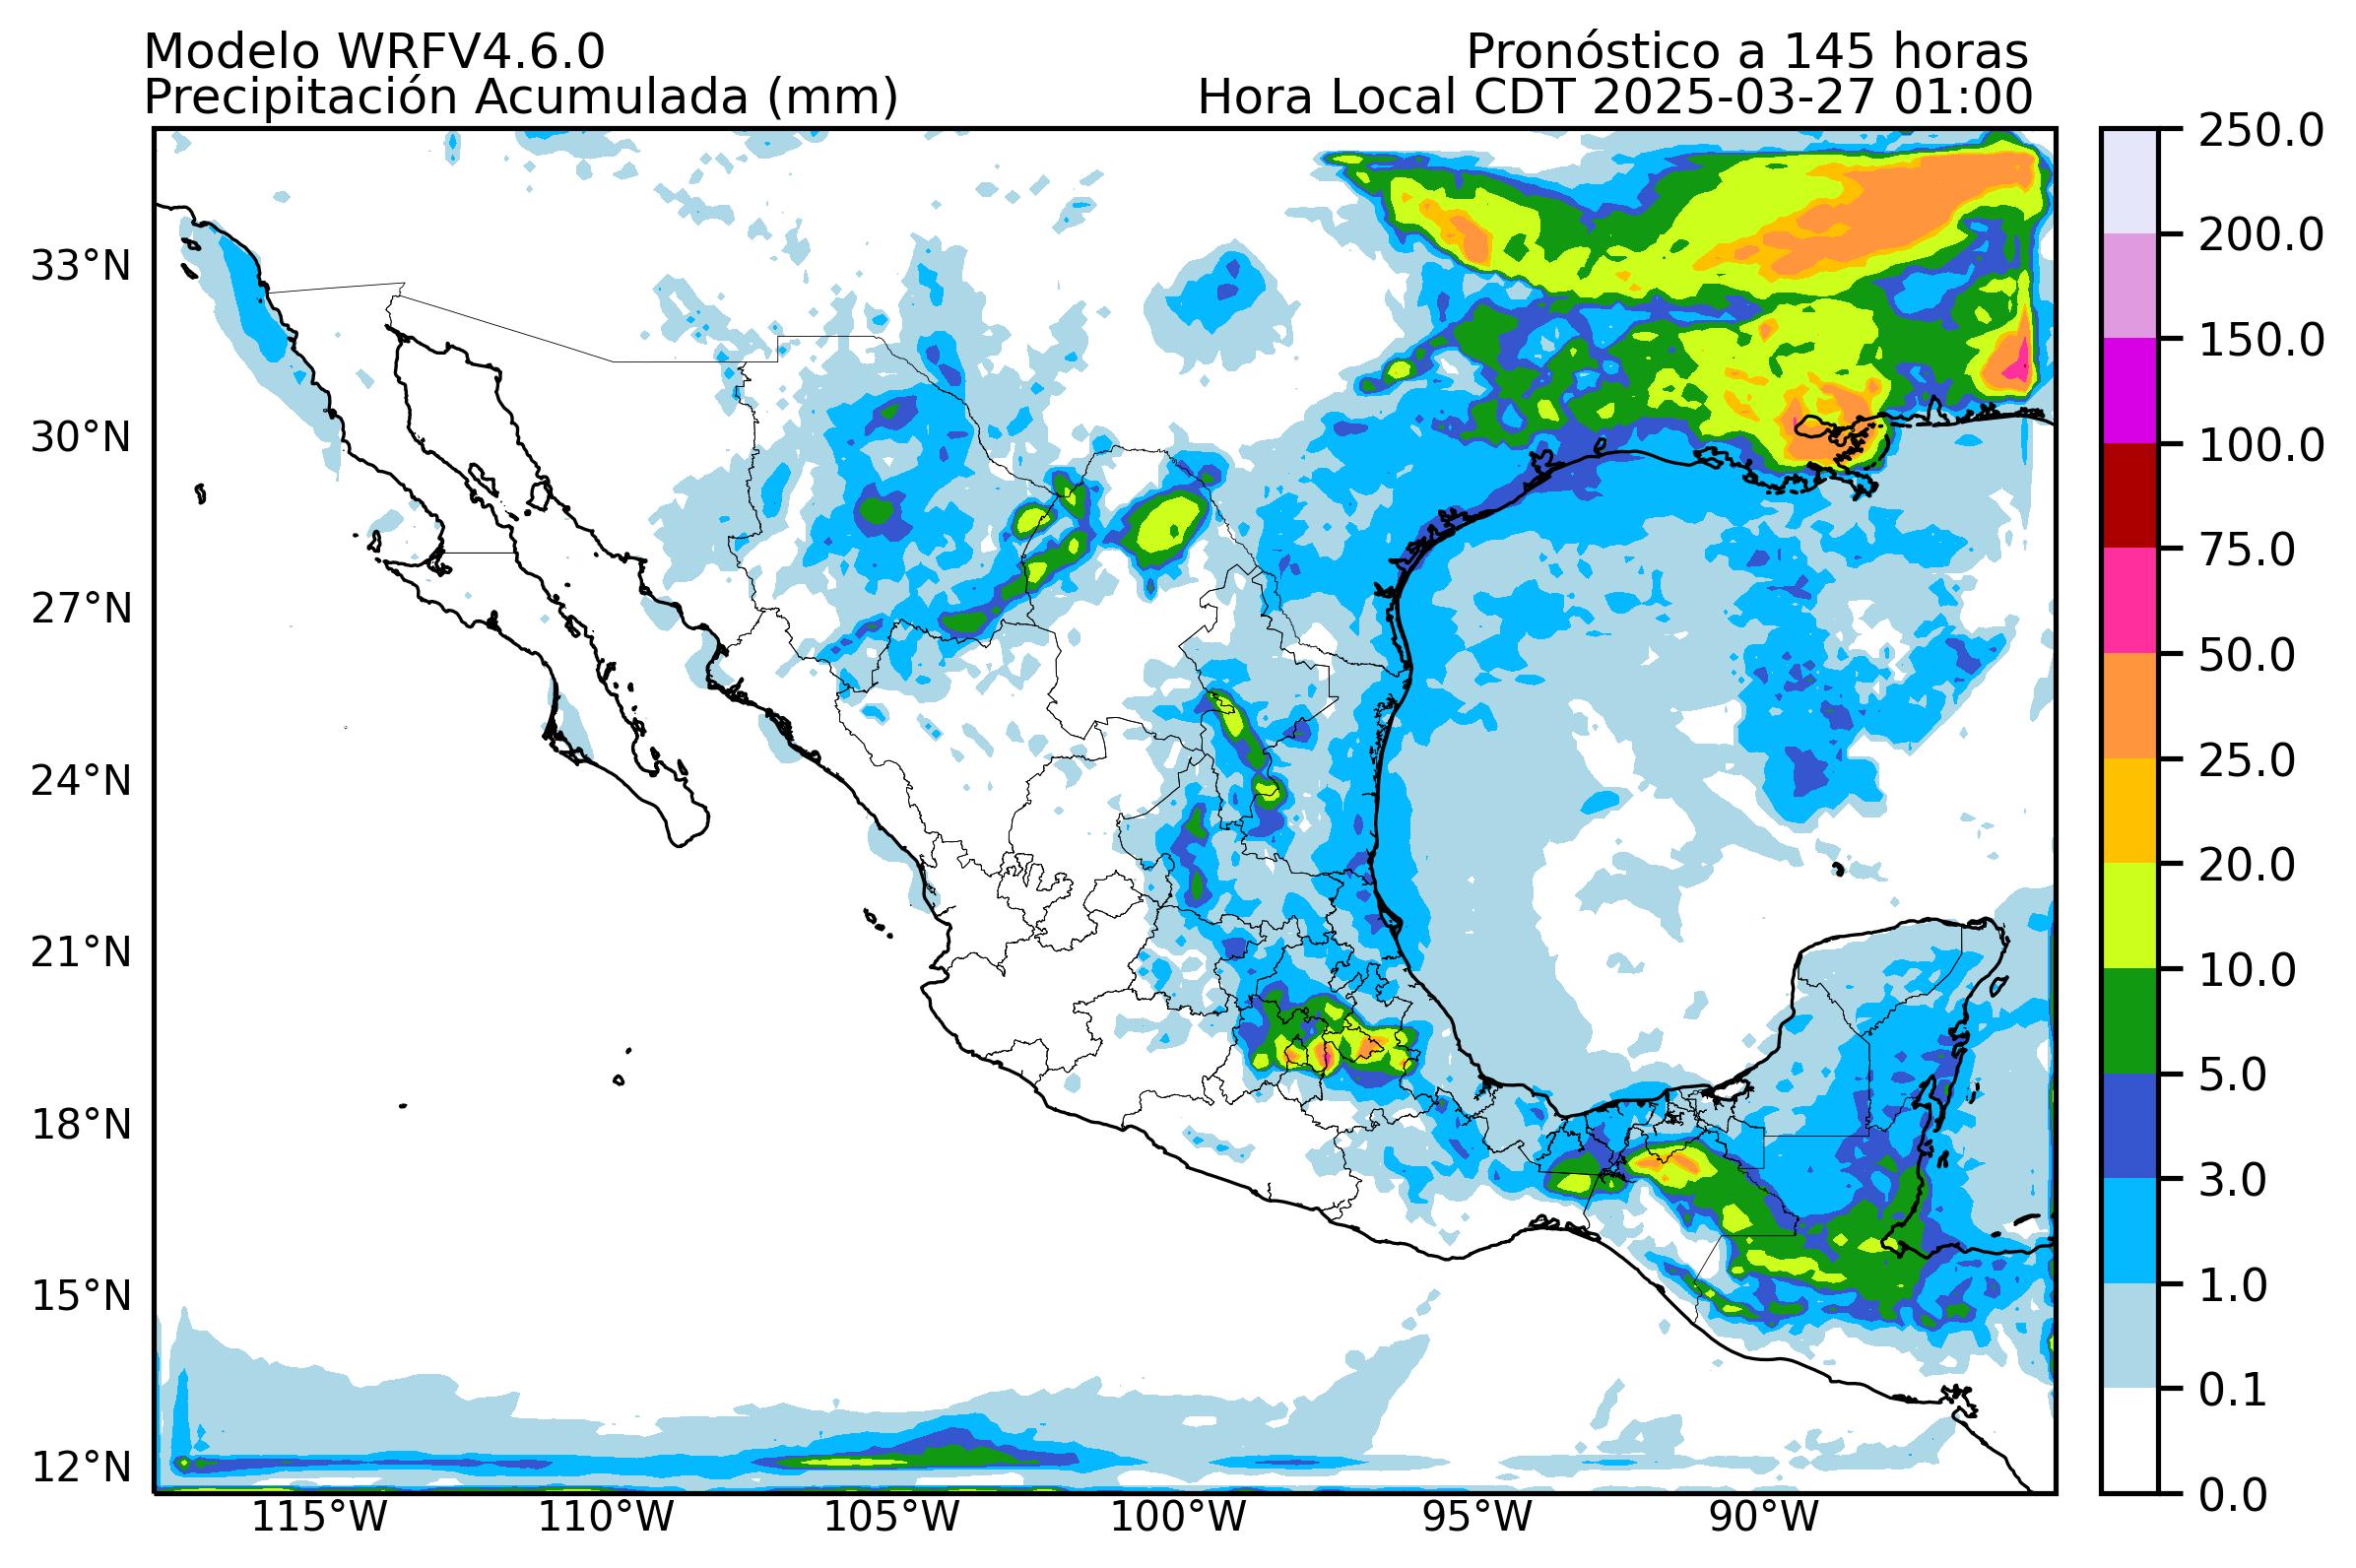 Modelo WRFV4.6.0
Pronóstico a 145 horas
Precipitación Acumulada (mm)
Hora Local CDT 2025-03-27 01:00
33°N
30°N
27°N
24°N
21°N
18°N
15°N
12°N
115°W
110°W
105°W
100°W
95°W
90°W
250.0
200.0
150.0
100.0
75.0
50.0
25.0
20.0
10.0
5.0
3.0
1.0
0.1
0.0